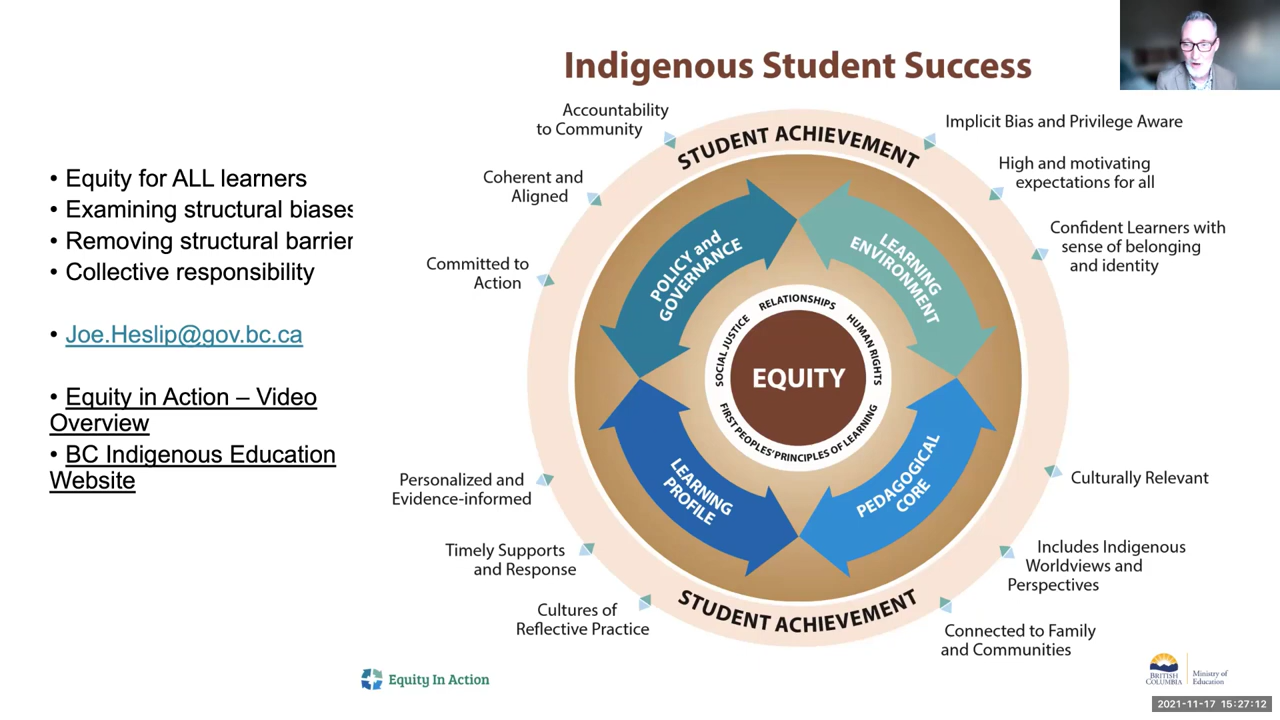 Indigenous Student Success
• Equity for ALL learners
• Examining structural biases
• Removing structural barrier
• Collective responsibility
• Joe.Heslip@gov.bc.ca
• Equity in Action – Video
Overview
• BC Indigenous Education
Website
STUDENT ACHIEVEMENT
Accountability
to Community
Coherent and
Aligned
Committed to
Action
Implicit Bias and Privilege Aware
High and motivating
expectations for all
Confident Learners with
sense of belonging
and identity
POLICY and
GOVERNANCE
LEARNING
ENVIRONMENT
RELATIONSHIPS
SOCIAL JUSTICE
HUMAN RIGHTS
EQUITY
FIRST PEOPLES' PRINCIPLES OF LEARNING
LEARNING
PROFILE
PEDAGOGICAL
CORE
Personalized and
Evidence-informed
Timely Supports
and Response
Cultures of
Reflective Practice
Culturally Relevant
Includes Indigenous
Worldviews and
Perspectives
Connected to Family
and Communities
STUDENT ACHIEVEMENT
Equity In Action
BRITISH
COLUMBIA
Ministry of
Education
2021-11-17 15:27:12